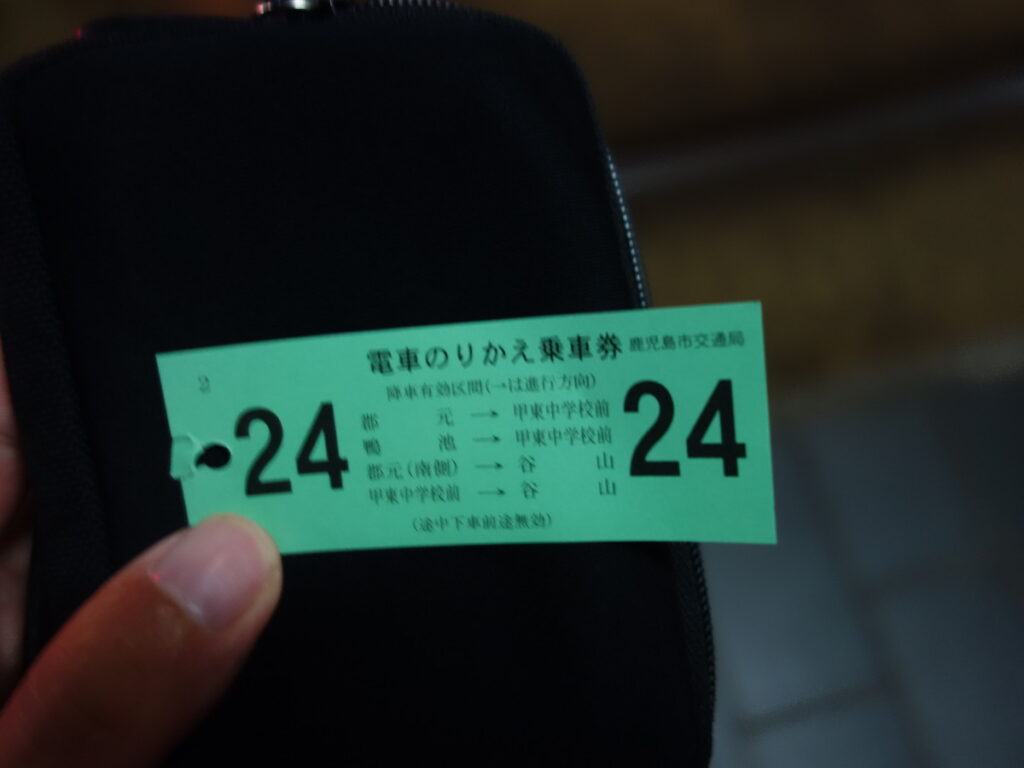 電車のりかえ乗車券 鹿児島市交通局
2
降車有効区間(→は進行方向)
24
24
郡元 → 甲東中学校前
鴨池 → 甲東中学校前
郡元(南側) → 谷山
甲東中学校前 → 谷山
(途中下車前途無効)